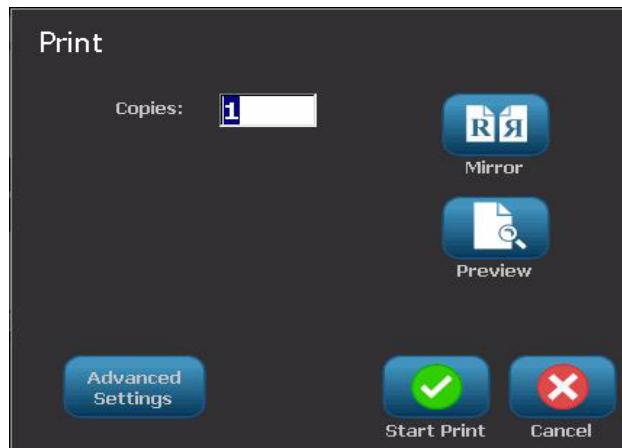 Print
Copies: 1
R Я
Mirror
Preview
Advanced
Settings
Start Print
Cancel